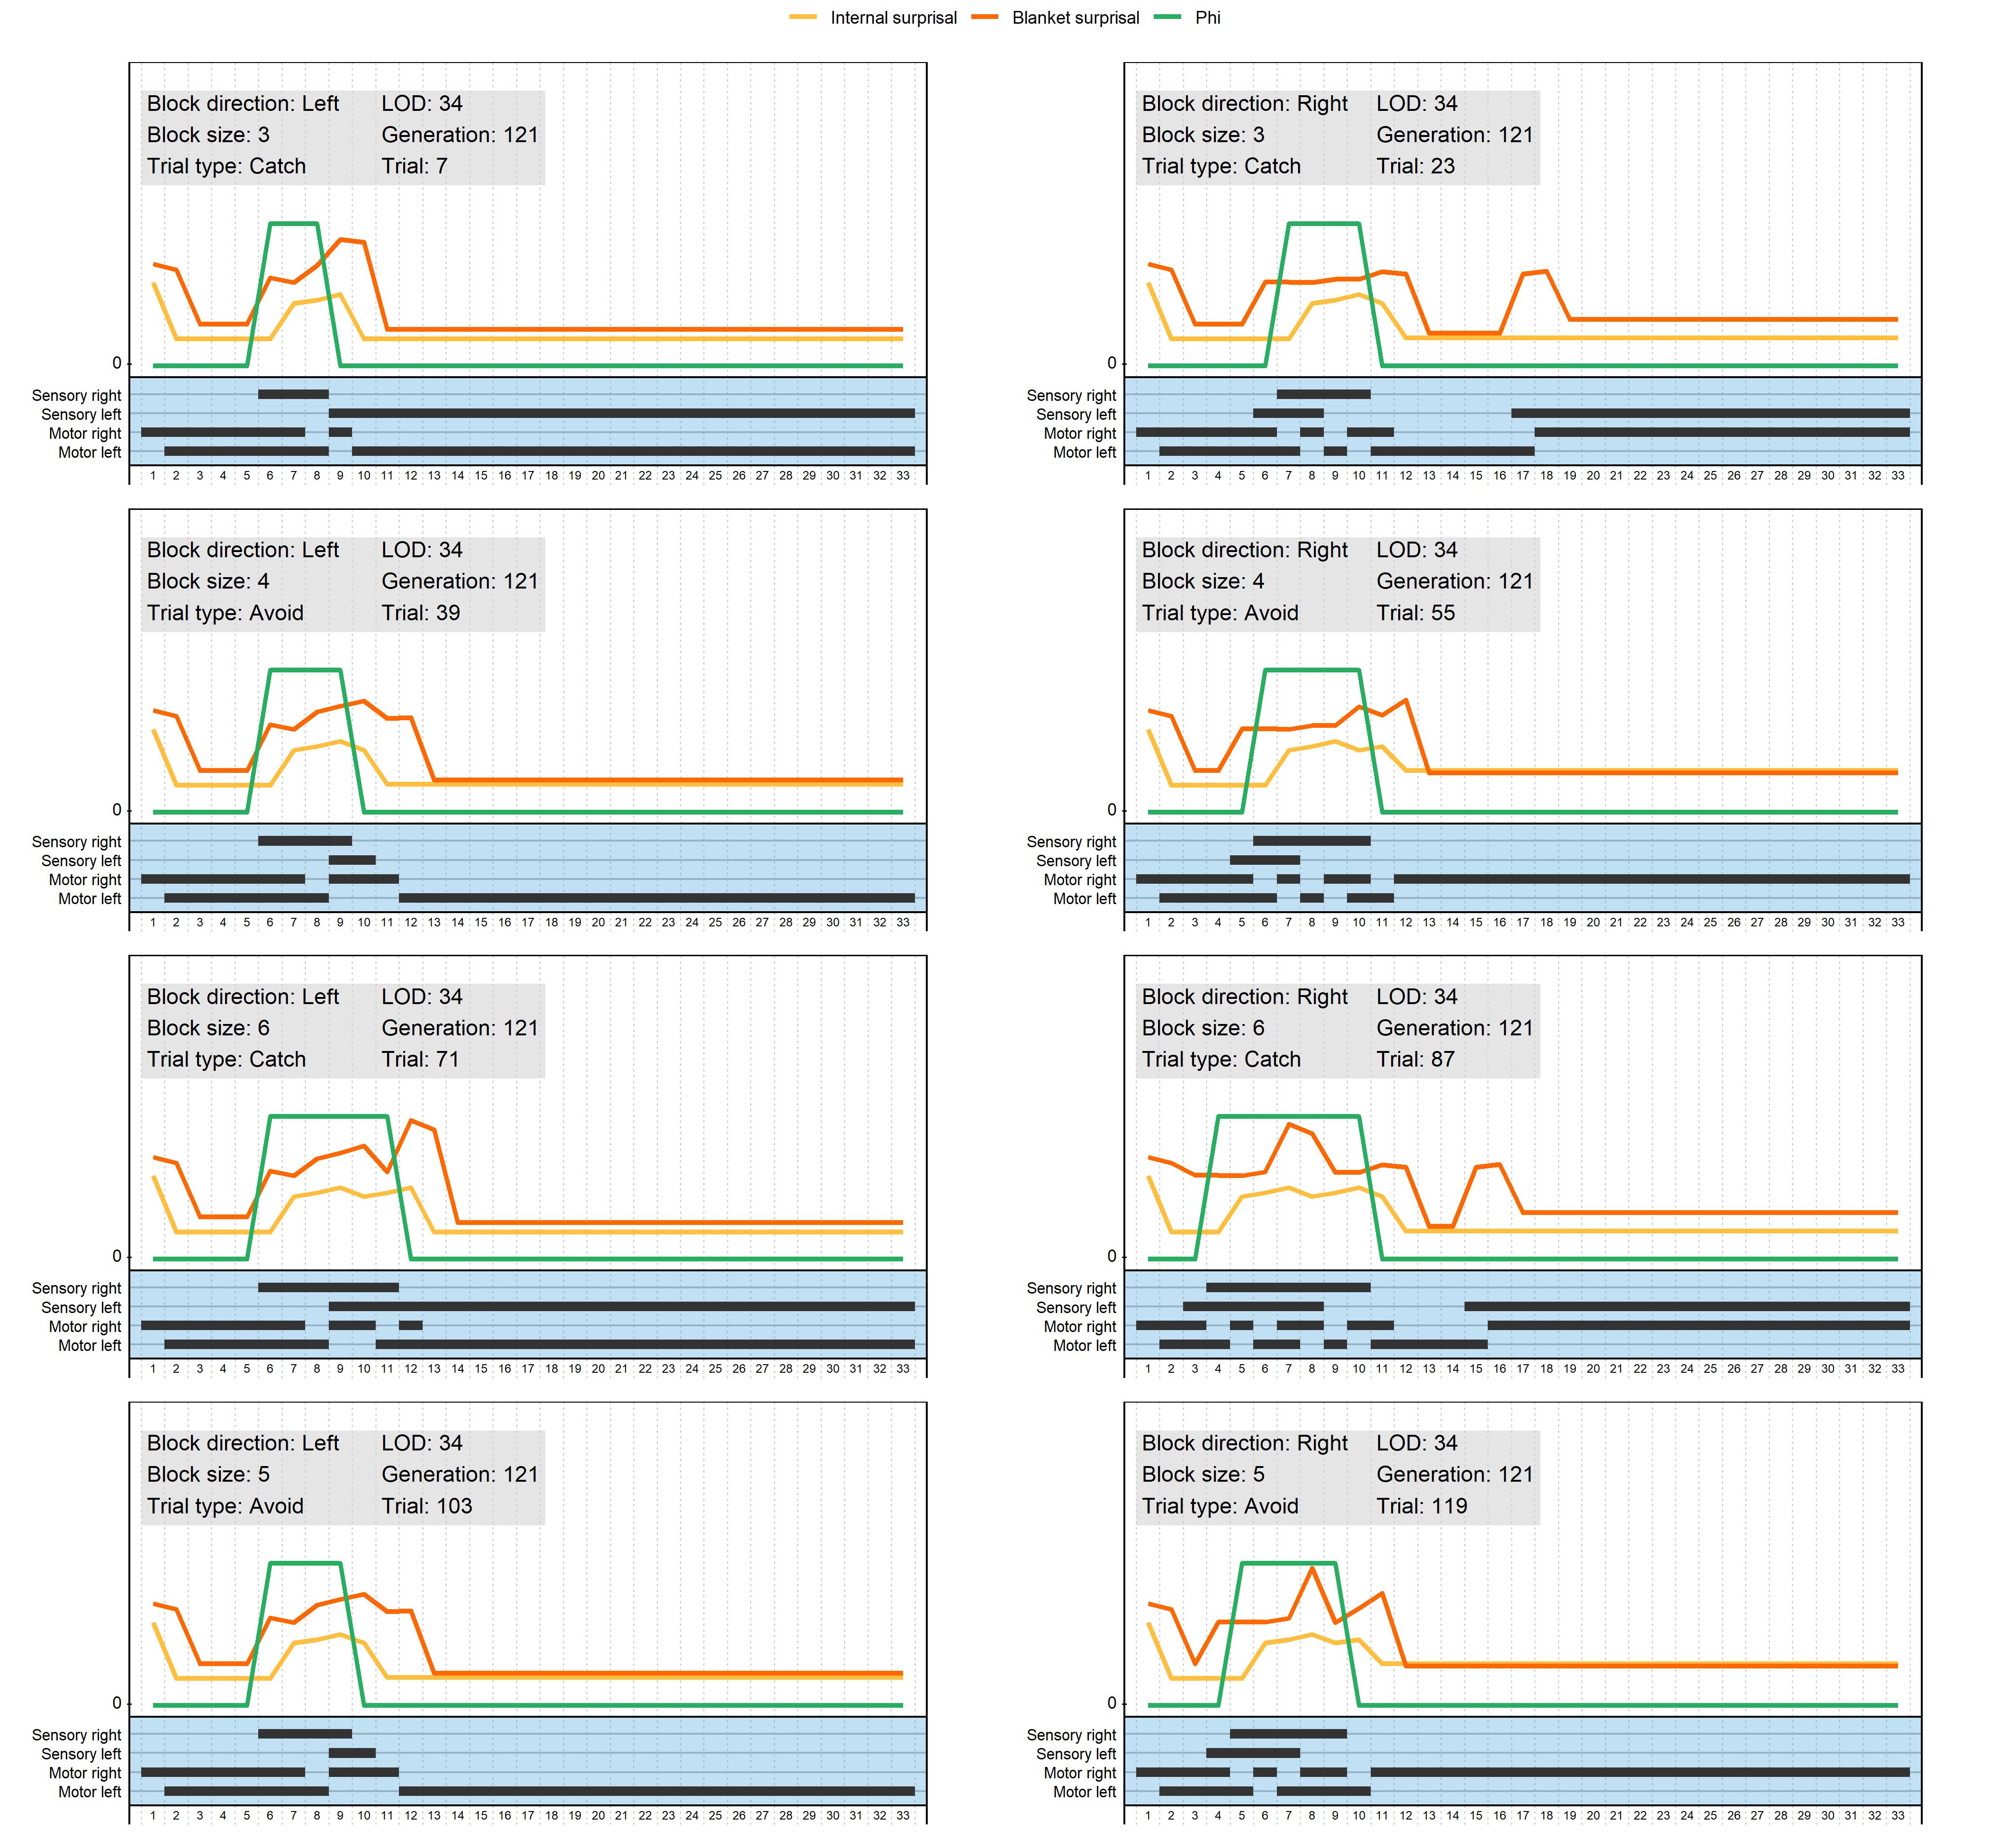 Internal surprisal Blanket surprisal Phi
Block direction: Left LOD: 34
Block size: 3 Generation: 121
Trial type: Catch Trial: 7
0
Sensory right
Sensory left
Motor right
Motor left
1 2 3 4 5 6 7 8 9 10 11 12 13 14 15 16 17 18 19 20 21 22 23 24 25 26 27 28 29 30 31 32 33
Block direction: Right LOD: 34
Block size: 3 Generation: 121
Trial type: Catch Trial: 23
0
Sensory right
Sensory left
Motor right
Motor left
1 2 3 4 5 6 7 8 9 10 11 12 13 14 15 16 17 18 19 20 21 22 23 24 25 26 27 28 29 30 31 32 33
Block direction: Left LOD: 34
Block size: 4 Generation: 121
Trial type: Avoid Trial: 39
0
Sensory right
Sensory left
Motor right
Motor left
1 2 3 4 5 6 7 8 9 10 11 12 13 14 15 16 17 18 19 20 21 22 23 24 25 26 27 28 29 30 31 32 33
Block direction: Right LOD: 34
Block size: 4 Generation: 121
Trial type: Avoid Trial: 55
0
Sensory right
Sensory left
Motor right
Motor left
1 2 3 4 5 6 7 8 9 10 11 12 13 14 15 16 17 18 19 20 21 22 23 24 25 26 27 28 29 30 31 32 33
Block direction: Left LOD: 34
Block size: 6 Generation: 121
Trial type: Catch Trial: 71
0
Sensory right
Sensory left
Motor right
Motor left
1 2 3 4 5 6 7 8 9 10 11 12 13 14 15 16 17 18 19 20 21 22 23 24 25 26 27 28 29 30 31 32 33
Block direction: Right LOD: 34
Block size: 6 Generation: 121
Trial type: Catch Trial: 87
0
Sensory right
Sensory left
Motor right
Motor left
1 2 3 4 5 6 7 8 9 10 11 12 13 14 15 16 17 18 19 20 21 22 23 24 25 26 27 28 29 30 31 32 33
Block direction: Left LOD: 34
Block size: 5 Generation: 121
Trial type: Avoid Trial: 103
0
Sensory right
Sensory left
Motor right
Motor left
1 2 3 4 5 6 7 8 9 10 11 12 13 14 15 16 17 18 19 20 21 22 23 24 25 26 27 28 29 30 31 32 33
Block direction: Right LOD: 34
Block size: 5 Generation: 121
Trial type: Avoid Trial: 119
0
Sensory right
Sensory left
Motor right
Motor left
1 2 3 4 5 6 7 8 9 10 11 12 13 14 15 16 17 18 19 20 21 22 23 24 25 26 27 28 29 30 31 32 33